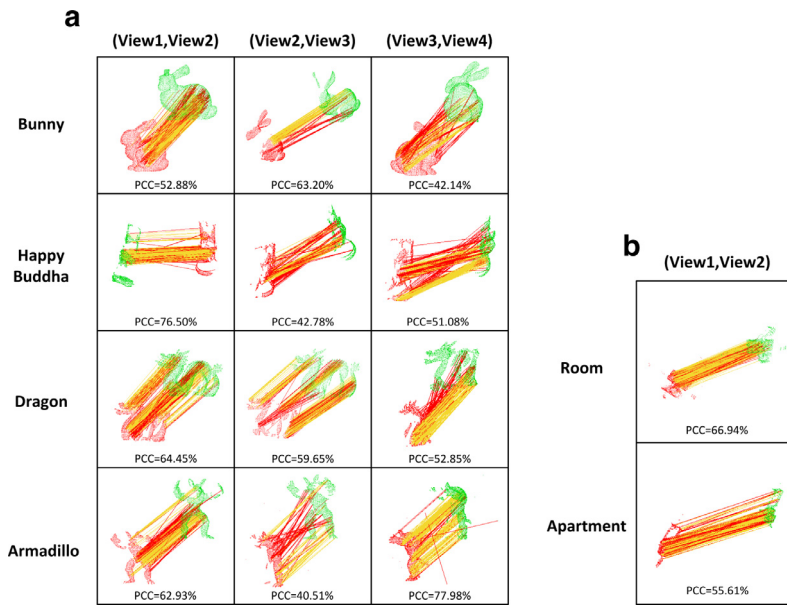 a
(View1,View2) (View2,View3) (View3,View4)
Bunny
PCC=52.88% PCC=63.20% PCC=42.14%
Happy
Buddha
PCC=76.50% PCC=42.78% PCC=51.08%
Dragon
PCC=64.45% PCC=59.65% PCC=52.85%
Armadillo
PCC=62.93% PCC=40.51% PCC=77.98%
b
(View1,View2)
Room
PCC=66.94%
Apartment
PCC=55.61%